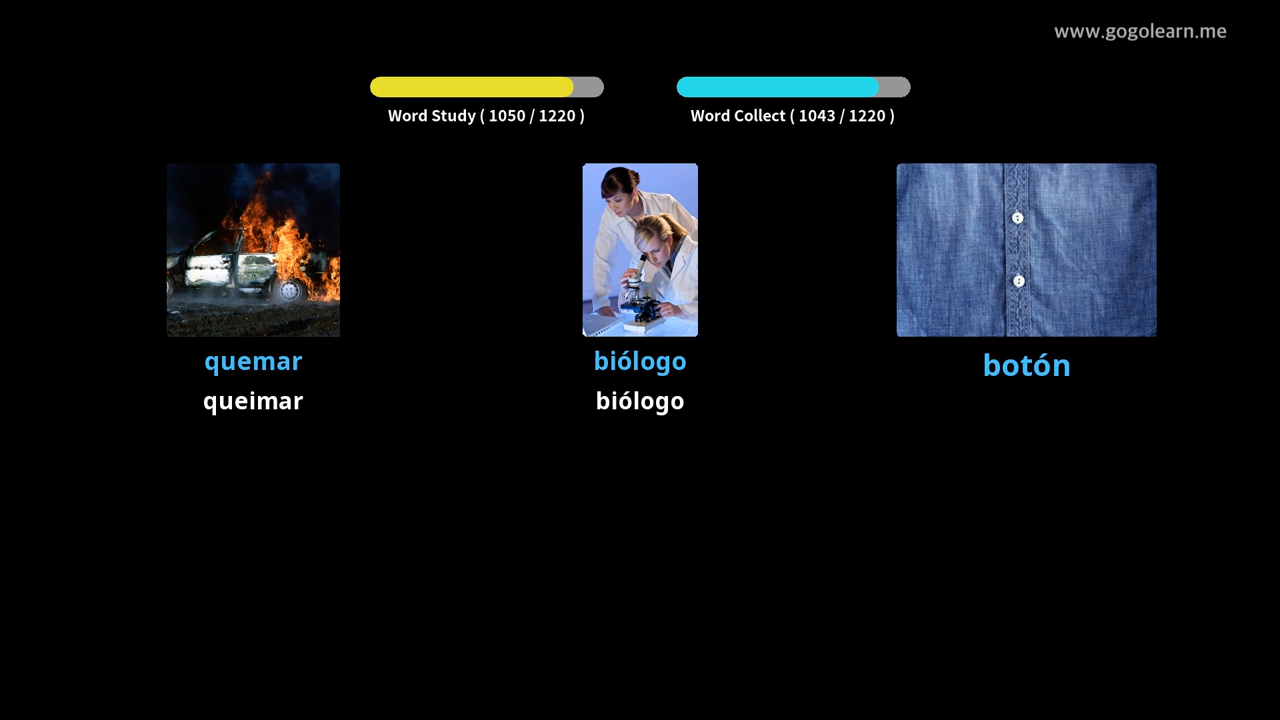 www.gogolearn.me
Word Study ( 1050 / 1220 )
Word Collect ( 1043 / 1220 )
quemar
queimar
biólogo
biólogo
botón